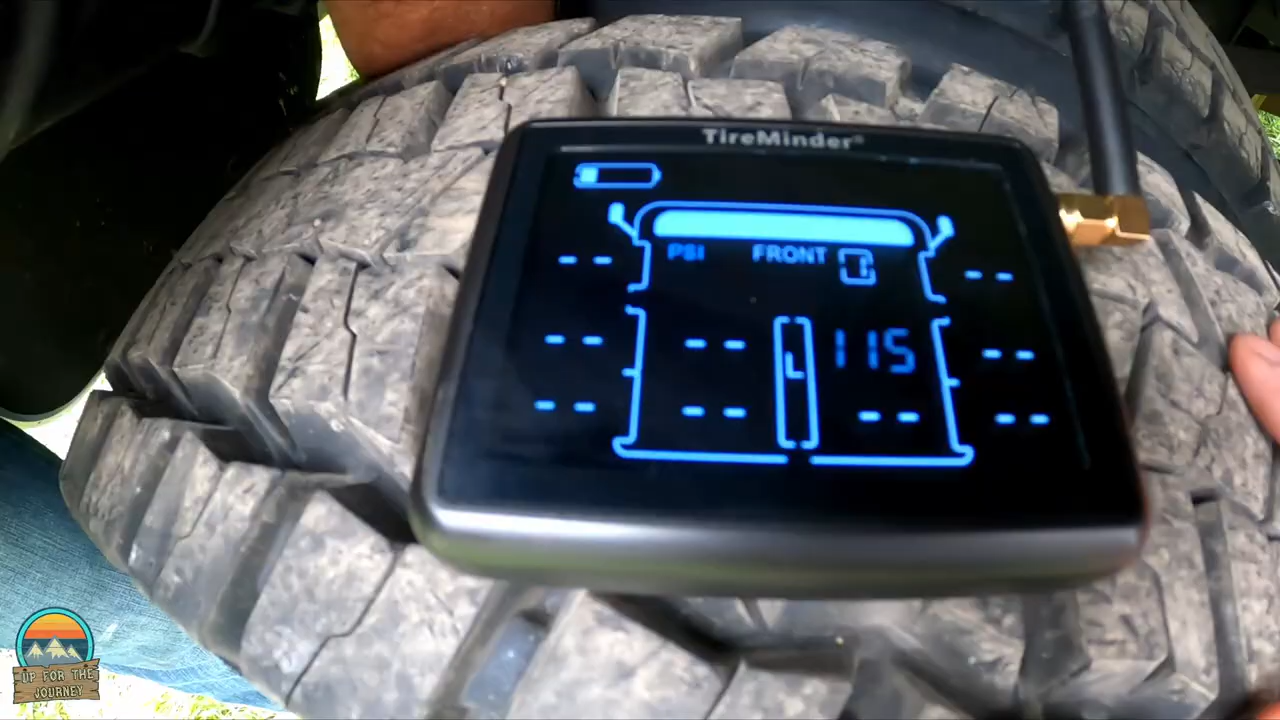 TireMinder®
PSI FRONT
-- --
115
-- -- --
-- -- -- --
UP FOR THE
JOURNEY